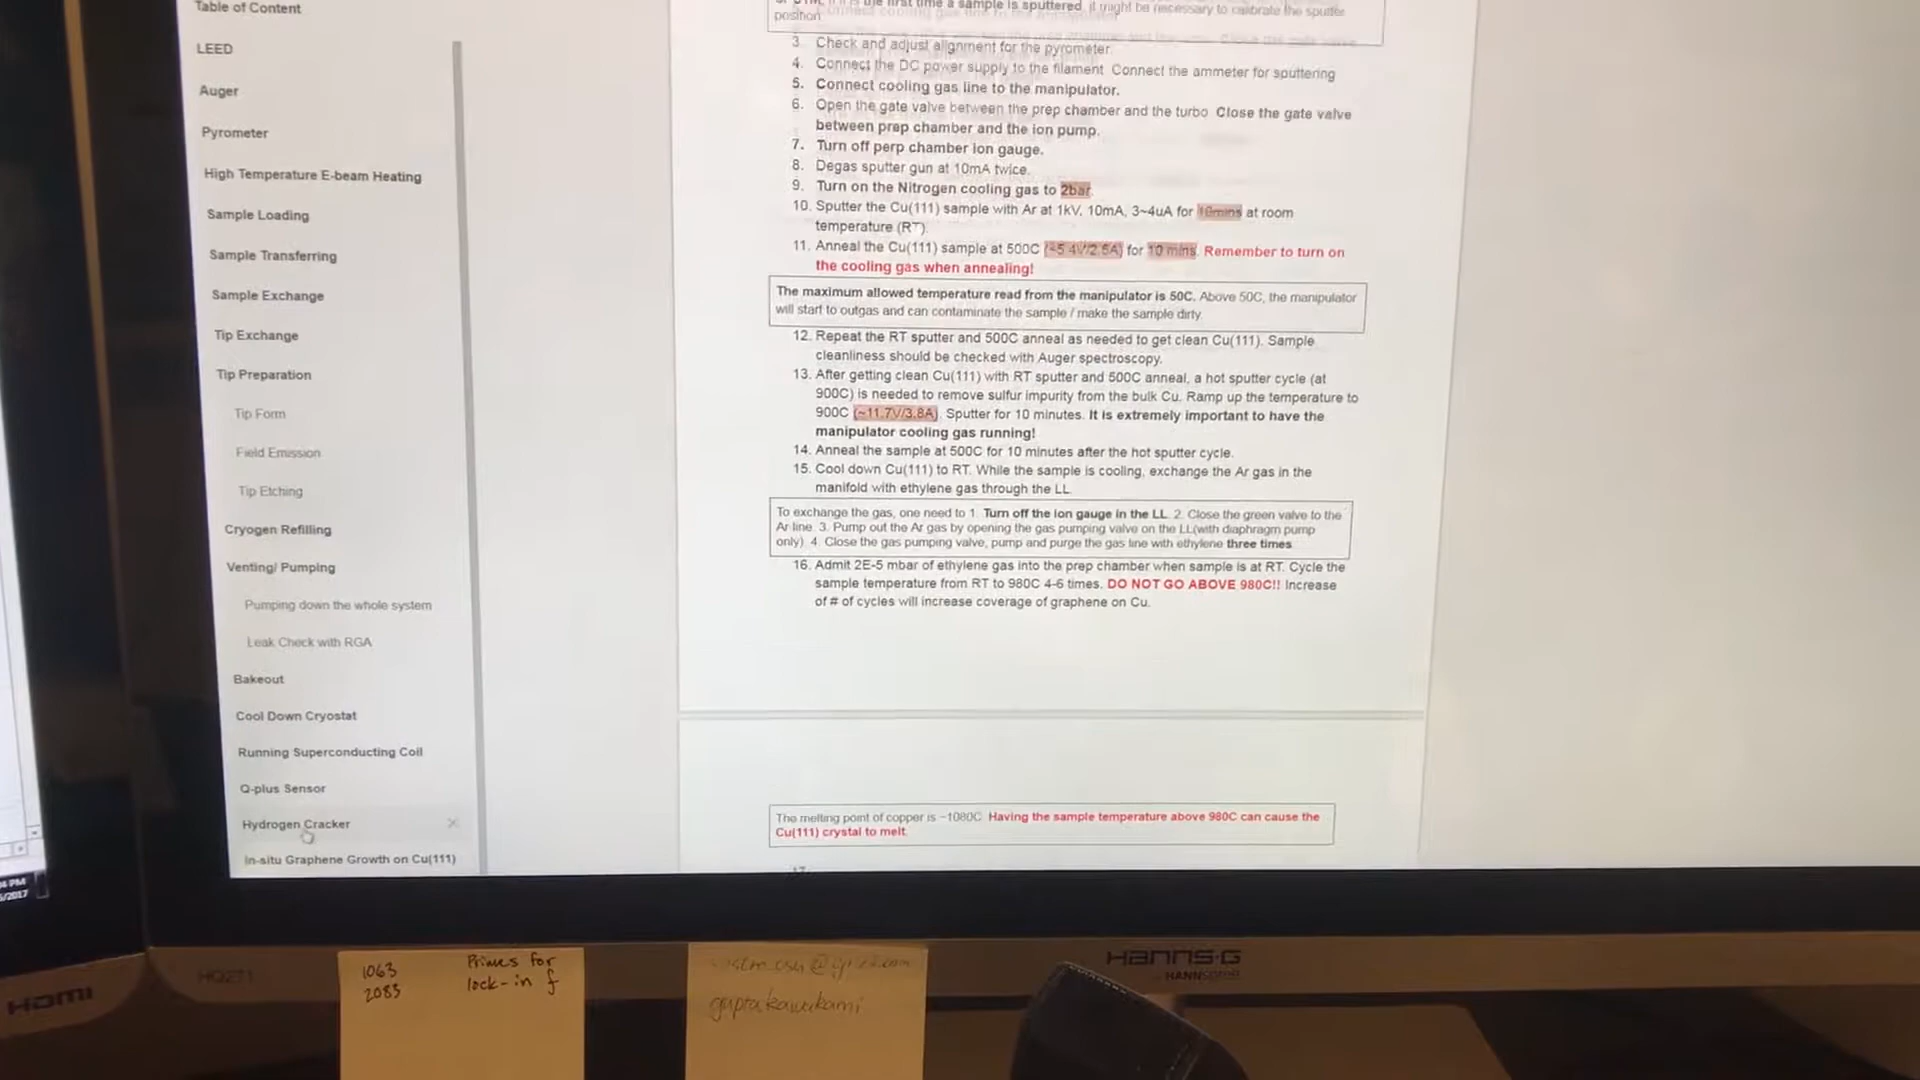 Table of Content
LEED
Auger
Pyrometer
High Temperature E-beam Heating
Sample Loading
Sample Transferring
Sample Exchange
Tip Exchange
Tip Preparation
Tip Form
Field Emission
Tip Etching
Cryogen Refilling
Venting/ Pumping
Pumping down the whole system
Leak Check with RGA
Bakeout
Cool Down Cryostat
Running Superconducting Coil
Q-plus Sensor
Hydrogen Cracker
In-situ Graphene Growth on Cu(111)
the first time a sample is sputtered, it might be necessary to calibrate the sputter
position
3. Check and adjust alignment for the pyrometer.
4. Connect the DC power supply to the filament Connect the ammeter for sputtering
5. Connect cooling gas line to the manipulator.
6. Open the gate valve between the prep chamber and the turbo Close the gate valve
between prep chamber and the ion pump.
7. Turn off perp chamber ion gauge.
8. Degas sputter gun at 10mA twice.
9. Turn on the Nitrogen cooling gas to 2bar.
10. Sputter the Cu(111) sample with Ar at 1kV, 10mA, 3~4uA for 10mins at room
temperature (RT).
11. Anneal the Cu(111) sample at 500C (~5.4V/2.6A) for 10 mins. Remember to turn on
the cooling gas when annealing!
The maximum allowed temperature read from the manipulator is 50C. Above 50C, the manipulator
will start to outgas and can contaminate the sample / make the sample dirty.
12. Repeat the RT sputter and 500C anneal as needed to get clean Cu(111). Sample
cleanliness should be checked with Auger spectroscopy.
13. After getting clean Cu(111) with RT sputter and 500C anneal, a hot sputter cycle (at
900C) is needed to remove sulfur impurity from the bulk Cu. Ramp up the temperature to
900C (~11.7V/3.8A). Sputter for 10 minutes. It is extremely important to have the
manipulator cooling gas running!
14. Anneal the sample at 500C for 10 minutes after the hot sputter cycle.
15. Cool down Cu(111) to RT. While the sample is cooling, exchange the Ar gas in the
manifold with ethylene gas through the LL
To exchange the gas, one need to 1. Turn off the ion gauge in the LL. 2. Close the green valve to the
Ar line. 3. Pump out the Ar gas by opening the gas pumping valve on the LL(with diaphragm pump
only). 4. Close the gas pumping valve, pump and purge the gas line with ethylene three times
16. Admit 2E-5 mbar of ethylene gas into the prep chamber when sample is at RT. Cycle the
sample temperature from RT to 980C 4-6 times. DO NOT GO ABOVE 980C!! Increase
of # of cycles will increase coverage of graphene on Cu.
The melting point of copper is ~1080C. Having the sample temperature above 980C can cause the
Cu(111) crystal to melt.
17.
PM
/2017
HDMI
HQ271
HANNS-G
HANNspree
1063
2083
Primes for
lock-in f
guptakawakami